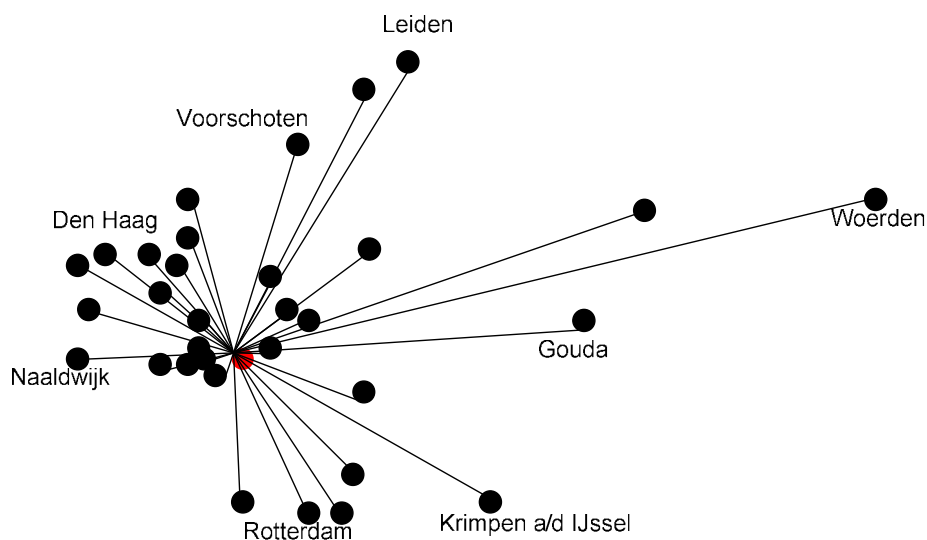 Leiden
Voorschoten
Den Haag
Woerden
Gouda
Naaldwijk
Rotterdam
Krimpen a/d IJssel